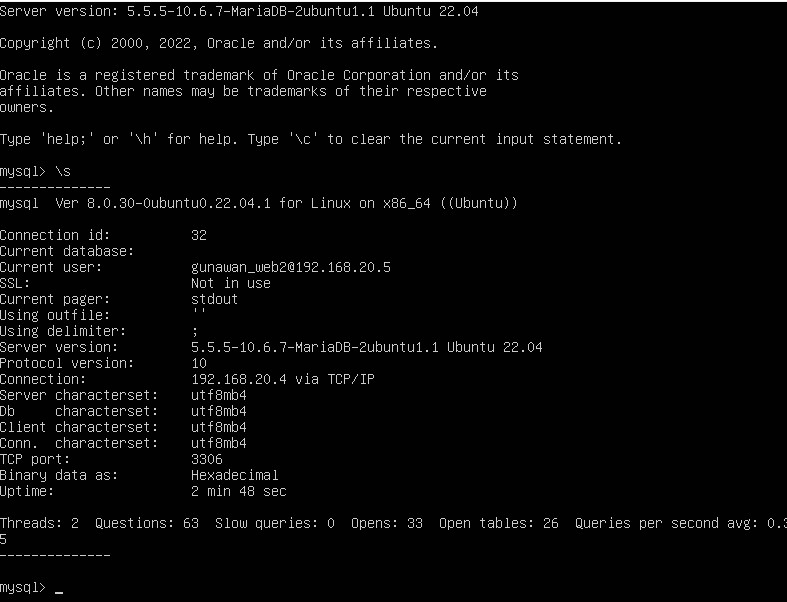 Server version: 5.5.5-10.6.7-MariaDB-2ubuntu1.1 Ubuntu 22.04
Copyright (c) 2000, 2022, Oracle and/or its affiliates.
Oracle is a registered trademark of Oracle Corporation and/or its
affiliates. Other names may be trademarks of their respective
owners.
Type 'help;' or '\h' for help. Type '\c' to clear the current input statement.
mysql> \s
--------------
mysql  Ver 8.0.30-0ubuntu0.22.04.1 for Linux on x86_64 ((Ubuntu))
Connection id:          32
Current database:
Current user:           gunawan_web2@192.168.20.5
SSL:                    Not in use
Current pager:          stdout
Using outfile:          ''
Using delimiter:        ;
Server version:         5.5.5-10.6.7-MariaDB-2ubuntu1.1 Ubuntu 22.04
Protocol version:       10
Connection:             192.168.20.4 via TCP/IP
Server characterset:    utf8mb4
Db     characterset:    utf8mb4
Client characterset:    utf8mb4
Conn.  characterset:    utf8mb4
TCP port:               3306
Binary data as:         Hexadecimal
Uptime:                 2 min 48 sec
Threads: 2  Questions: 63  Slow queries: 0  Opens: 33  Open tables: 26  Queries per second avg: 0.3
5
--------------
mysql> _